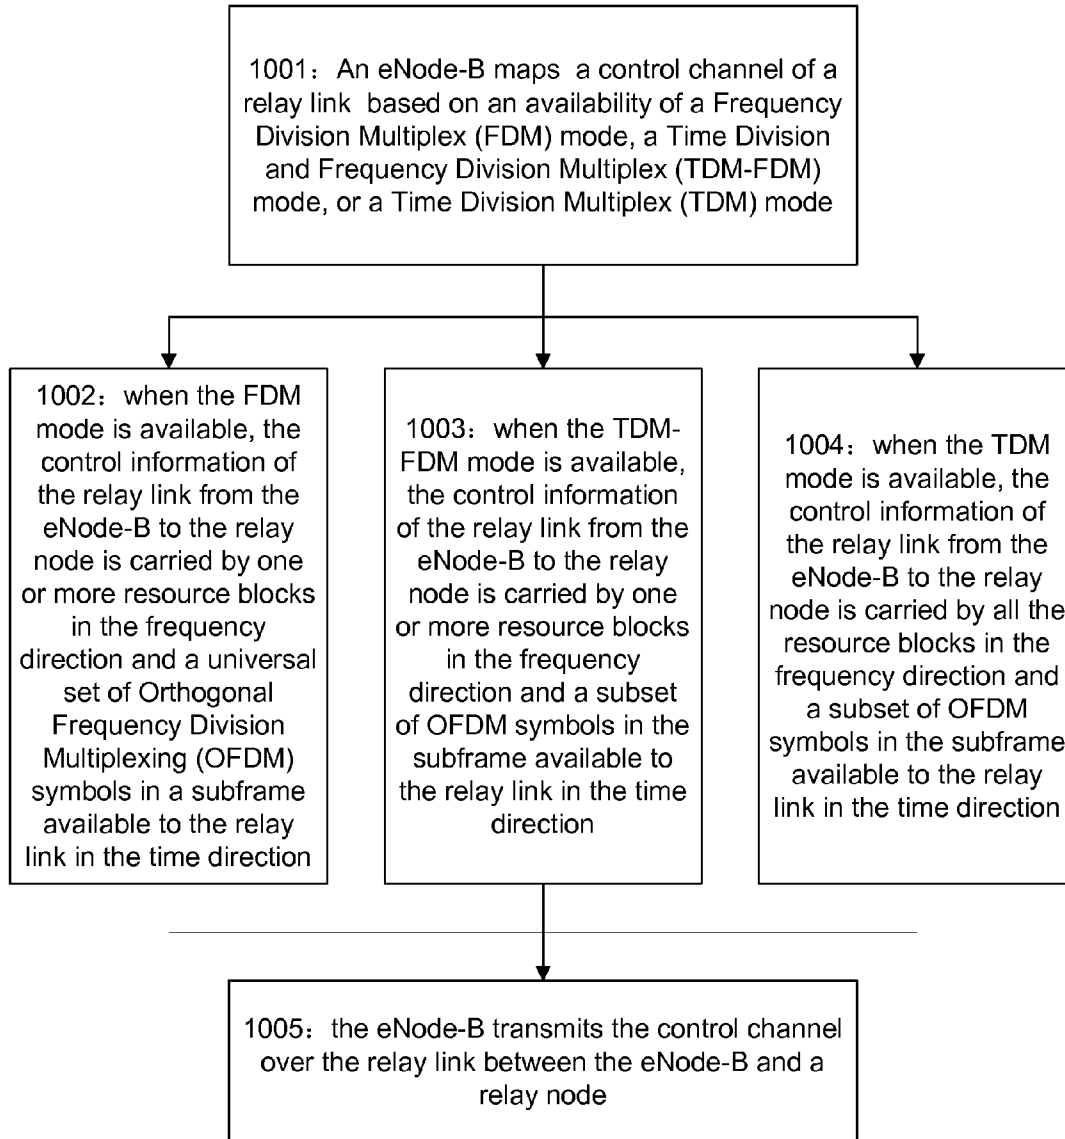 1001: An eNode-B maps a control channel of a
relay link based on an availability of a Frequency
Division Multiplex (FDM) mode, a Time Division
and Frequency Division Multiplex (TDM-FDM)
mode, or a Time Division Multiplex (TDM) mode
1002: when the FDM
mode is available, the
control information of
the relay link from the
eNode-B to the relay
node is carried by one
or more resource blocks
in the frequency
direction and a universal
set of Orthogonal
Frequency Division
Multiplexing (OFDM)
symbols in a subframe
available to the relay
link in the time direction
1003: when the TDM-
FDM mode is available,
the control information
of the relay link from the
eNode-B to the relay
node is carried by one
or more resource blocks
in the frequency
direction and a subset
of OFDM symbols in the
subframe available to
the relay link in the time
direction
1004: when the TDM
mode is available, the
control information of
the relay link from the
eNode-B to the relay
node is carried by all the
resource blocks in the
frequency direction and
a subset of OFDM
symbols in the subframe
available to the relay
link in the time direction
1005: the eNode-B transmits the control channel
over the relay link between the eNode-B and a
relay node